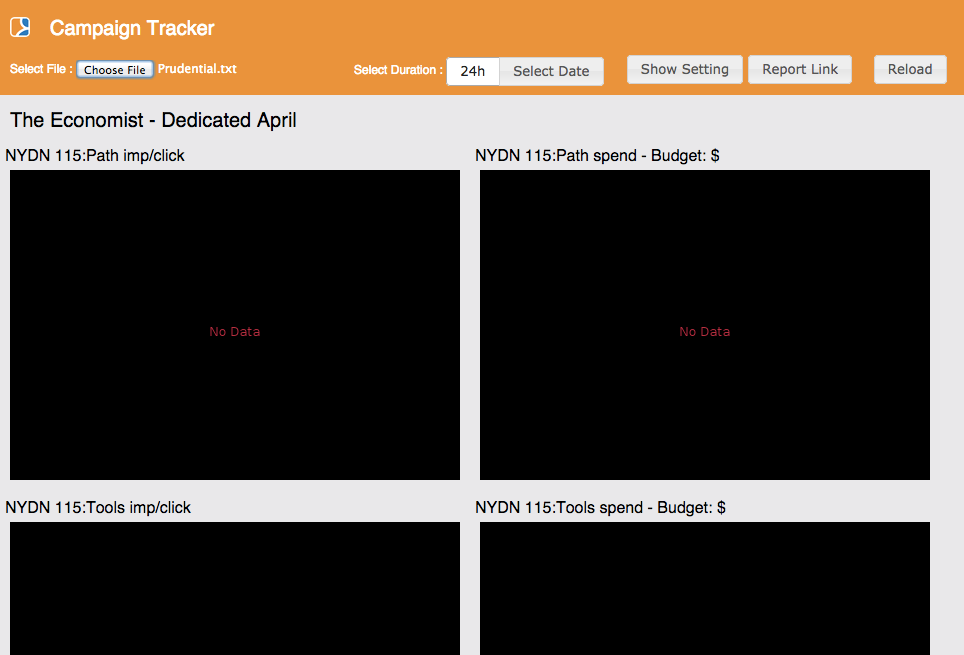 Campaign Tracker
Select File : Choose File Prudential.txt Select Duration : 24h Select Date Show Setting Report Link Reload
The Economist - Dedicated April
NYDN 115:Path imp/click NYDN 115:Path spend - Budget: $
No Data No Data
NYDN 115:Tools imp/click NYDN 115:Tools spend - Budget: $